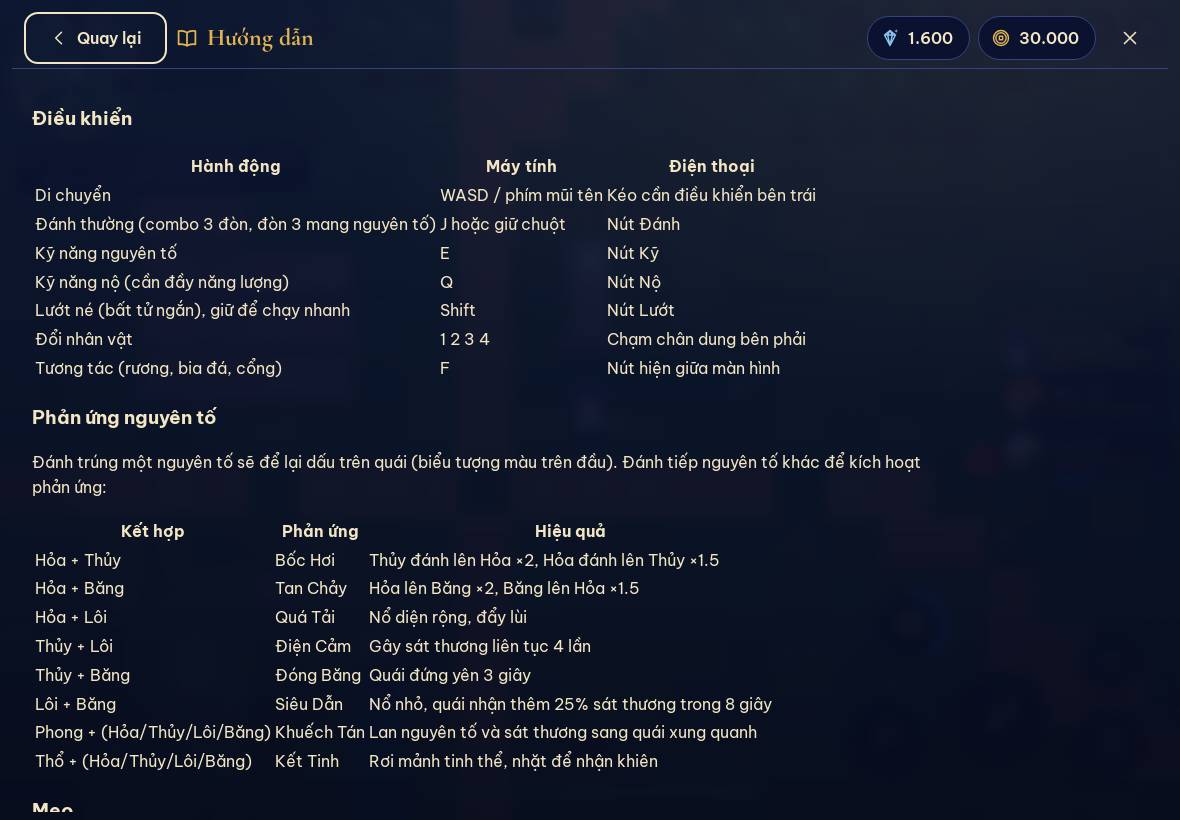 Quay lại
Hướng dẫn
1.600
30.000
Điều khiển
Hành động Máy tính Điện thoại
Di chuyển WASD / phím mũi tên Kéo cần điều khiển bên trái
Đánh thường (combo 3 đòn, đòn 3 mang nguyên tố) J hoặc giữ chuột Nút Đánh
Kỹ năng nguyên tố E Nút Kỹ
Kỹ năng nộ (cần đầy năng lượng) Q Nút Nộ
Lướt né (bất tử ngắn), giữ để chạy nhanh Shift Nút Lướt
Đổi nhân vật 1 2 3 4 Chạm chân dung bên phải
Tương tác (rương, bia đá, cổng) F Nút hiện giữa màn hình
Phản ứng nguyên tố
Đánh trúng một nguyên tố sẽ để lại dấu trên quái (biểu tượng màu trên đầu). Đánh tiếp nguyên tố khác để kích hoạt
phản ứng:
Kết hợp Phản ứng Hiệu quả
Hỏa + Thủy Bốc Hơi Thủy đánh lên Hỏa ×2, Hỏa đánh lên Thủy ×1.5
Hỏa + Băng Tan Chảy Hỏa lên Băng ×2, Băng lên Hỏa ×1.5
Hỏa + Lôi Quá Tải Nổ diện rộng, đẩy lùi
Thủy + Lôi Điện Cảm Gây sát thương liên tục 4 lần
Thủy + Băng Đóng Băng Quái đứng yên 3 giây
Lôi + Băng Siêu Dẫn Nổ nhỏ, quái nhận thêm 25% sát thương trong 8 giây
Phong + (Hỏa/Thủy/Lôi/Băng) Khuếch Tán Lan nguyên tố và sát thương sang quái xung quanh
Thổ + (Hỏa/Thủy/Lôi/Băng) Kết Tinh Rơi mảnh tinh thể, nhặt để nhận khiên